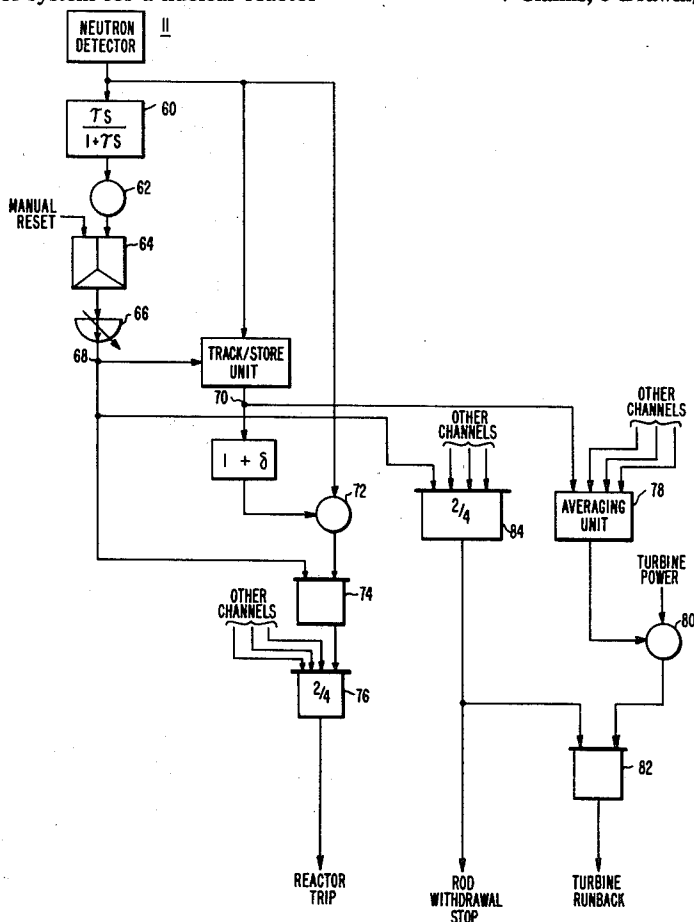 NEUTRON
DETECTOR
11
60
τS
1+τS
62
MANUAL
RESET
64
66
68
TRACK/STORE
UNIT
70
OTHER
CHANNELS
OTHER
CHANNELS
1 + δ
72
2/4
84
AVERAGING
UNIT
78
TURBINE
POWER
80
74
OTHER
CHANNELS
2/4
76
82
REACTOR
TRIP
ROD
WITHDRAWAL
STOP
TURBINE
RUNBACK